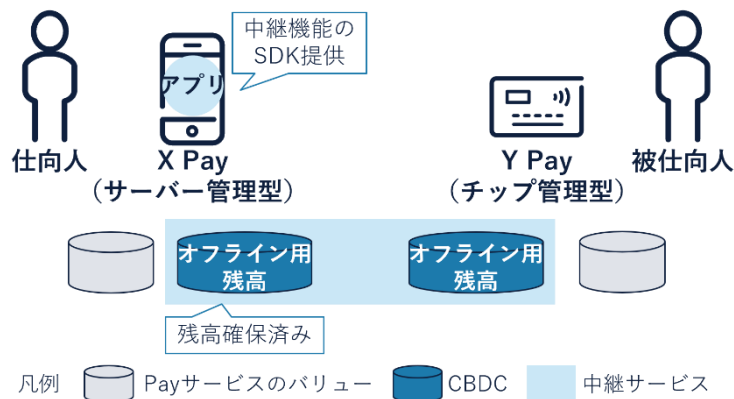 中継機能の
SDK提供
アプリ
仕向人
X Pay
（サーバー管理型）
Y Pay
（チップ管理型）
被仕向人
オフライン用
残高
オフライン用
残高
残高確保済み
凡例
Payサービスのバリュー
CBDC
中継サービス